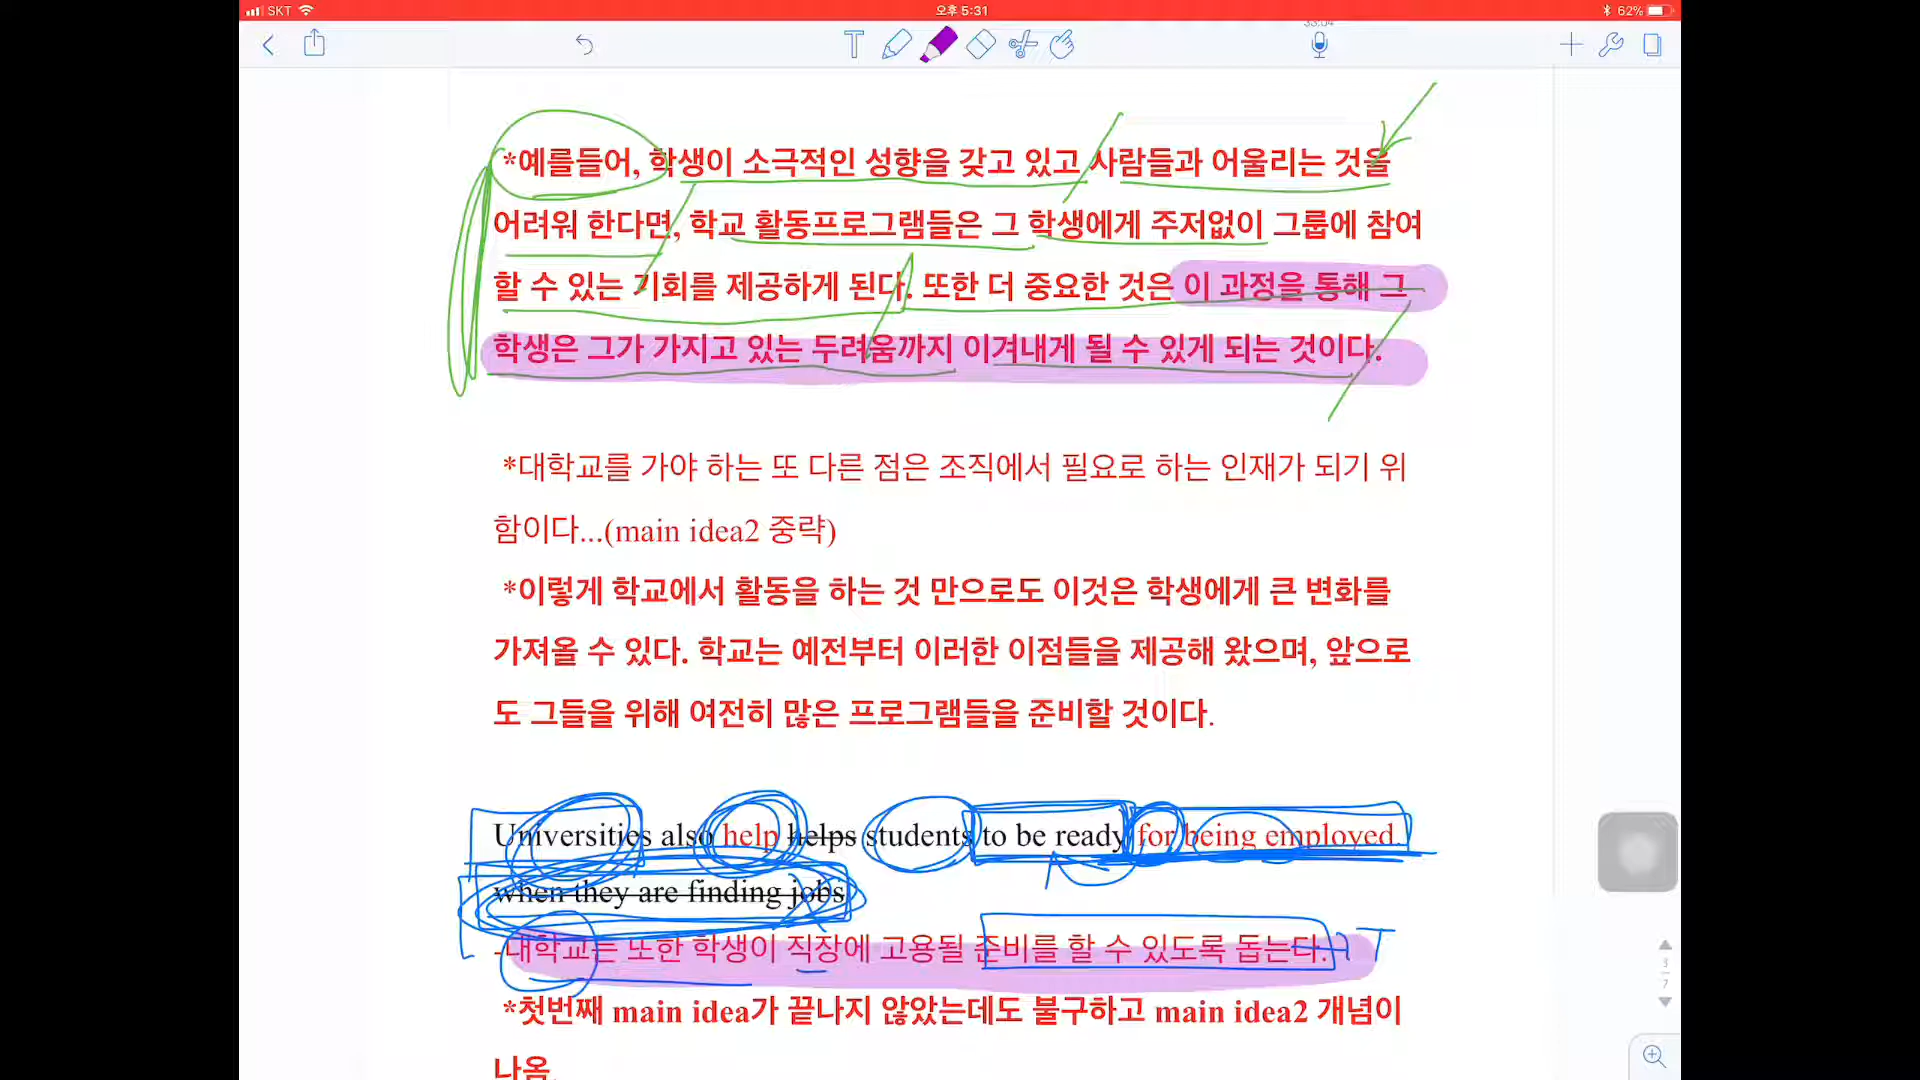 SKT 오후 5:31 62%
T
*예를들어, 학생이 소극적인 성향을 갖고 있고 사람들과 어울리는 것을
어려워 한다면, 학교 활동프로그램들은 그 학생에게 주저없이 그룹에 참여
할 수 있는 기회를 제공하게 된다. 또한 더 중요한 것은 이 과정을 통해 그
학생은 그가 가지고 있는 두려움까지 이겨내게 될 수 있게 되는 것이다.
*대학교를 가야 하는 또 다른 점은 조직에서 필요로 하는 인재가 되기 위
함이다...(main idea2 중략)
*이렇게 학교에서 활동을 하는 것 만으로도 이것은 학생에게 큰 변화를
가져올 수 있다. 학교는 예전부터 이러한 이점들을 제공해 왔으며, 앞으로
도 그들을 위해 여전히 많은 프로그램들을 준비할 것이다.
Universities also help helps students to be ready for being employed.
when they are finding jobs
-대학교는 또한 학생이 직장에 고용될 준비를 할 수 있도록 돕는다.
*첫번째 main idea가 끝나지 않았는데도 불구하고 main idea2 개념이
나옴.